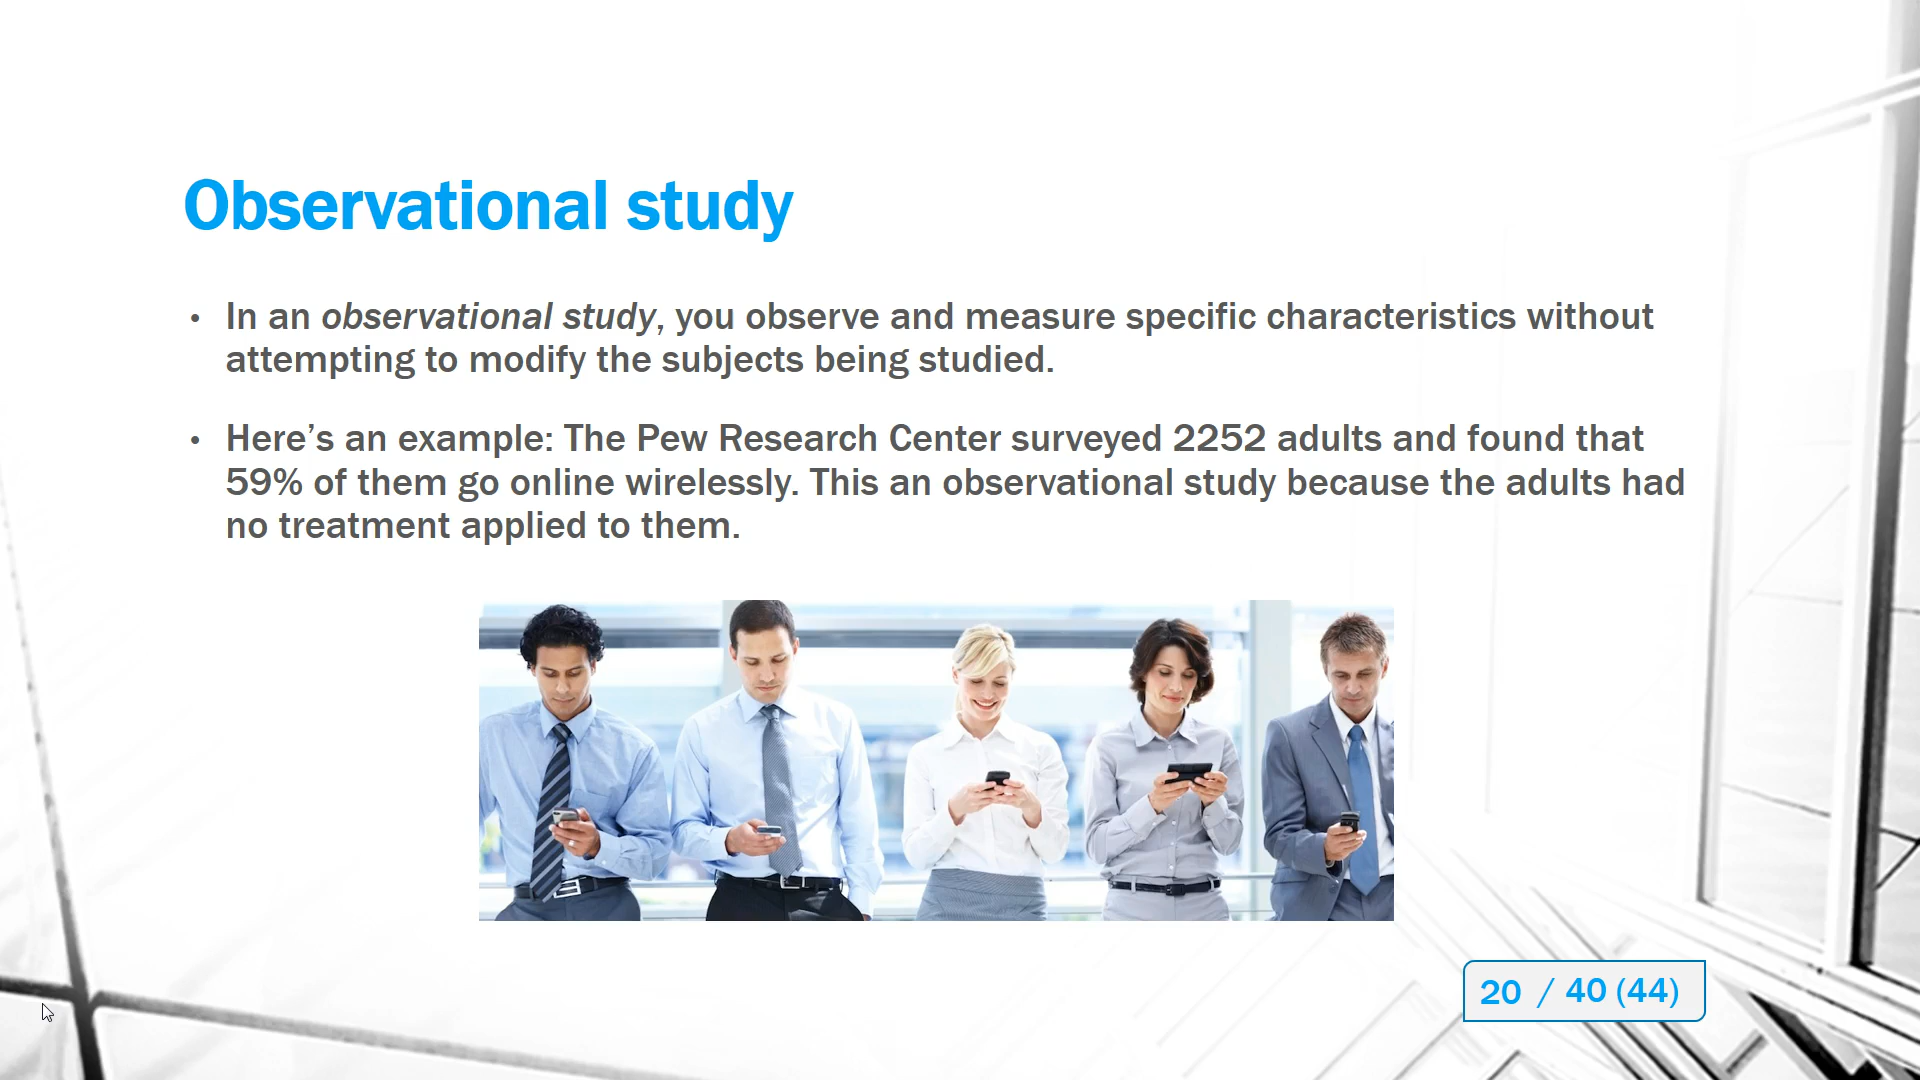 Observational study
• In an observational study, you observe and measure specific characteristics without
attempting to modify the subjects being studied.
• Here’s an example: The Pew Research Center surveyed 2252 adults and found that
59% of them go online wirelessly. This an observational study because the adults had
no treatment applied to them.
20 / 40 (44)